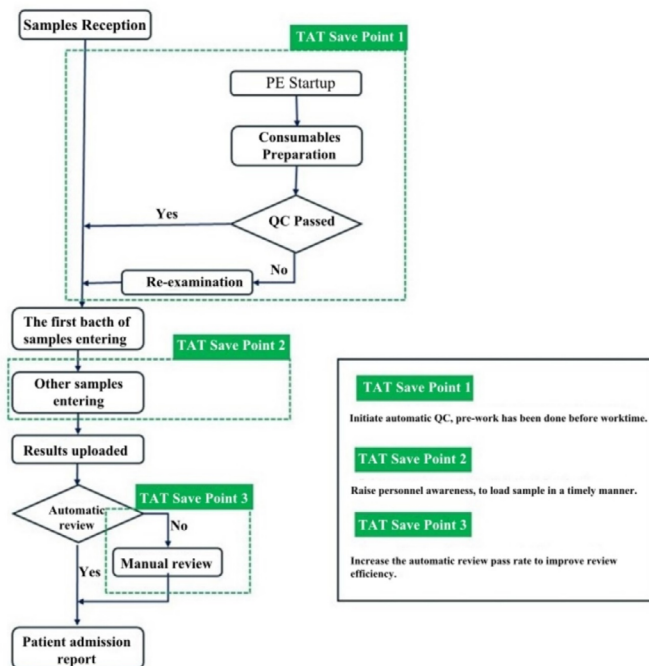 Samples Reception
TAT Save Point 1
PE Startup
Consumables
Preparation
QC Passed
Yes
No
Re-examination
The first bacth of
samples entering
TAT Save Point 2
Other samples
entering
Results uploaded
Automatic
review
TAT Save Point 3
No
Manual review
Yes
Patient admission
report
TAT Save Point 1
Initiate automatic QC, pre-work has been done before worktime.
TAT Save Point 2
Raise personnel awareness, to load sample in a timely manner.
TAT Save Point 3
Increase the automatic review pass rate to improve review
efficiency.